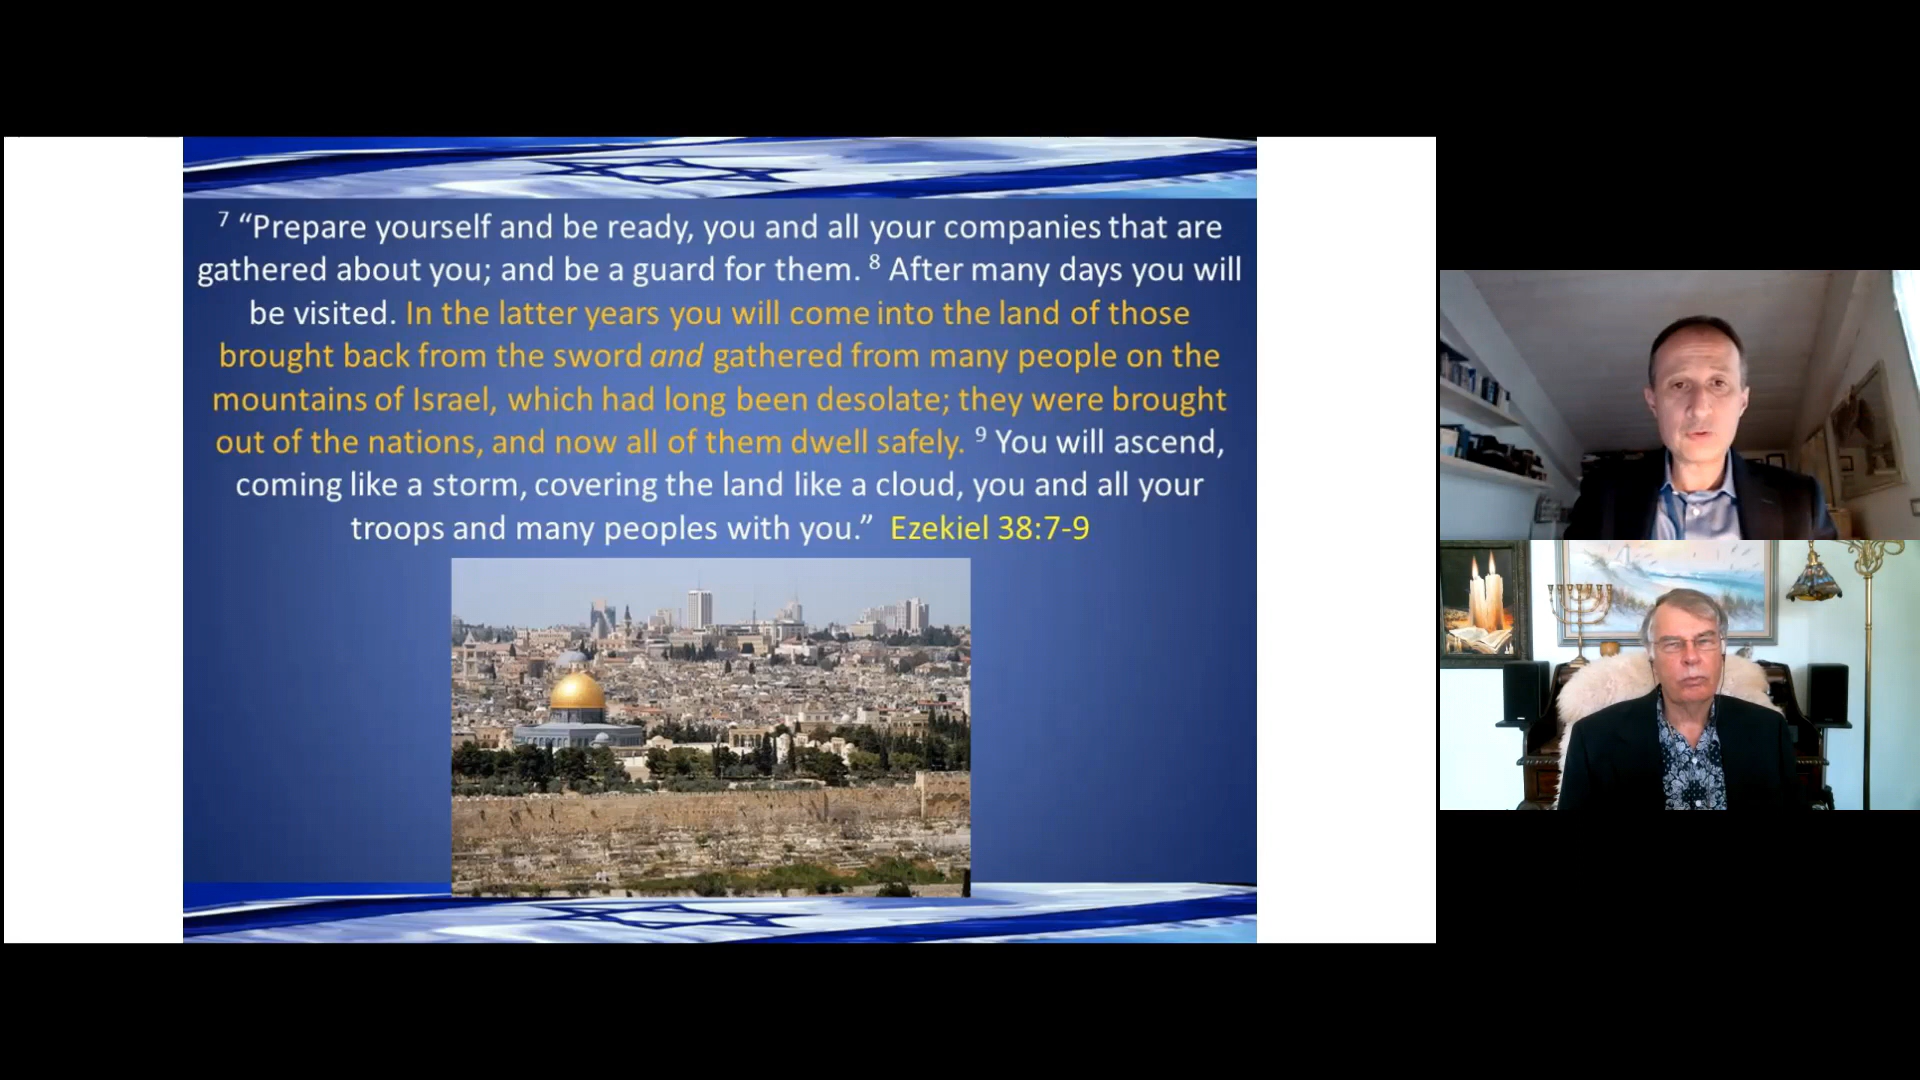 7 “Prepare yourself and be ready, you and all your companies that are
gathered about you; and be a guard for them. 8 After many days you will
be visited. In the latter years you will come into the land of those
brought back from the sword and gathered from many people on the
mountains of Israel, which had long been desolate; they were brought
out of the nations, and now all of them dwell safely. 9 You will ascend,
coming like a storm, covering the land like a cloud, you and all your
troops and many peoples with you.” Ezekiel 38:7-9